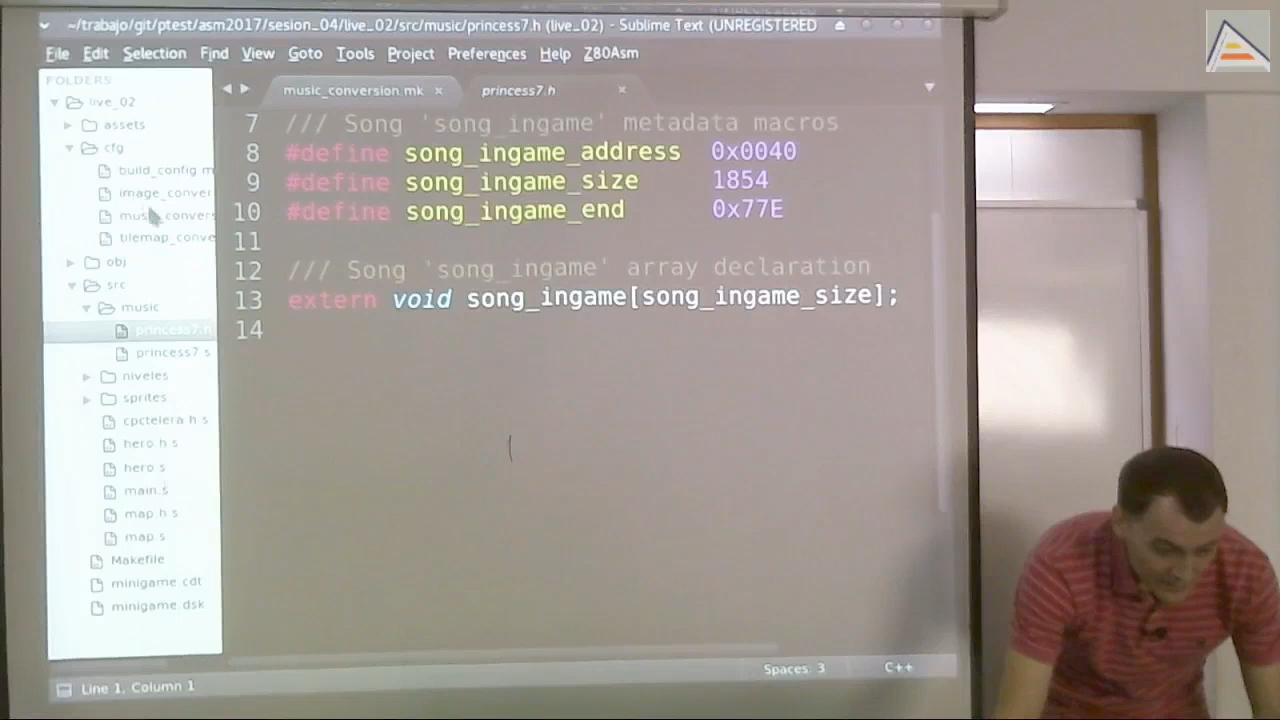 ~/trabajo/git/ptest/asm2017/sesion_04/live_02/src/music/princess7.h (live_02) - Sublime Text (UNREGISTERED
File Edit Selection Find View Goto Tools Project Preferences Help Z80Asm
FOLDERS
live_02
assets
cfg
build_config m
image_conver
tilemap_conve
obj
src
music
princess7.h
princess7 s
niveles
sprites
cpctelera h s
hero h s
hero s
main.s
map h s
map s
Makefile
minigame cdt
minigame dsk
music_conversion.mk × princess7.h ×
7 /// Song 'song_ingame' metadata macros
8 #define song_ingame_address 0x0040
9 #define song_ingame_size 1854
10 #define song_ingame_end 0x77E
11
12 /// Song 'song_ingame' array declaration
13 extern void song_ingame[song_ingame_size];
14
Line 1, Column 1 Spaces: 3 C++